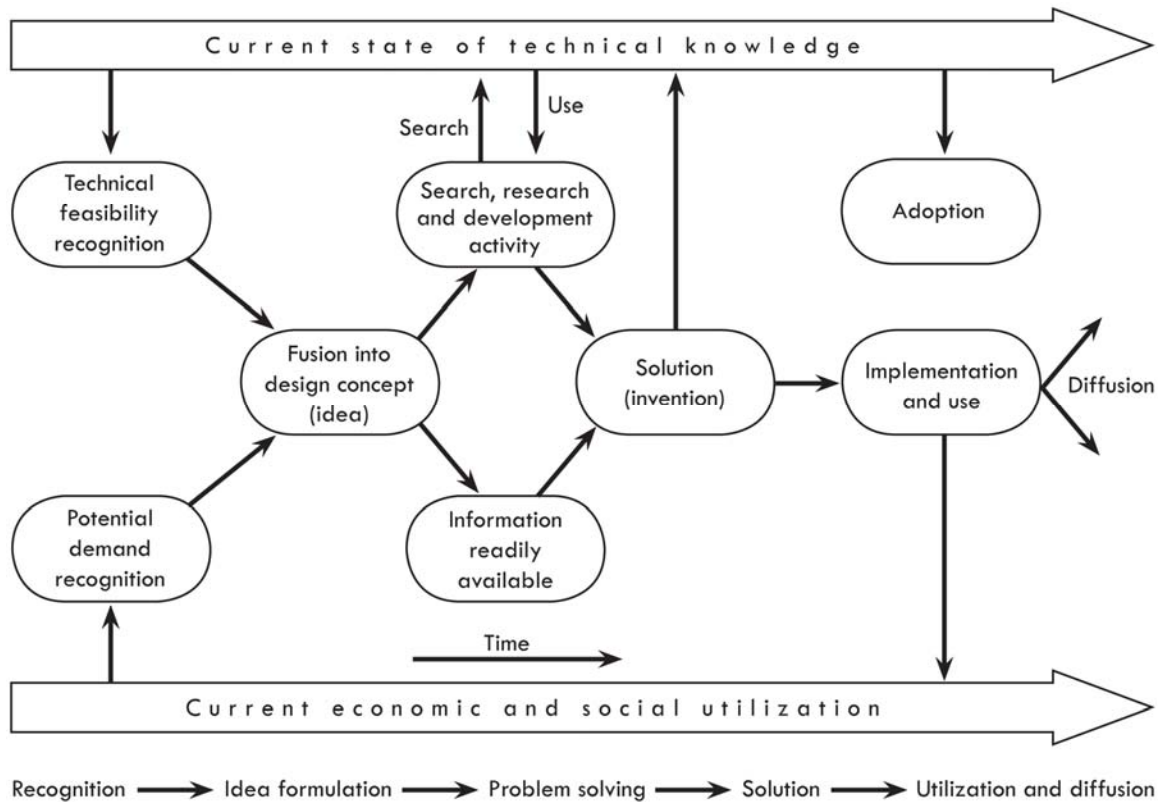 Current state of technical knowledge
Use
Search
Technical
feasibility
recognition
Search, research
and development
activity
Adoption
Fusion into
design concept
(idea)
Solution
(invention)
Implementation
and use
Diffusion
Potential
demand
recognition
Information
readily
available
Time
Current economic and social utilization
Recognition Idea formulation Problem solving Solution Utilization and diffusion